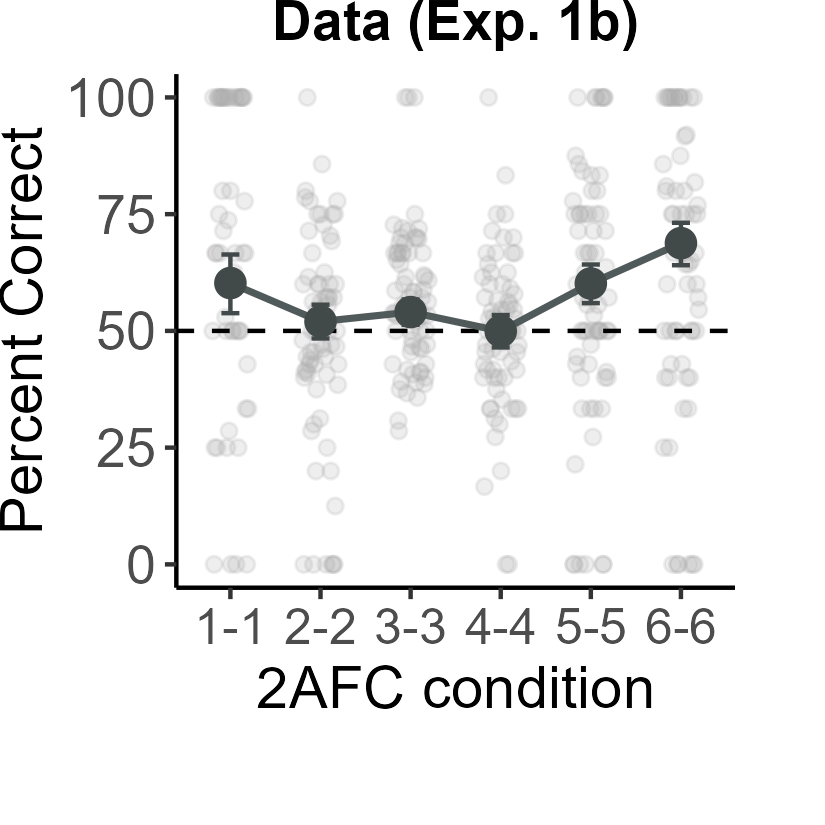 Data (Exp. 1b)
Percent Correct
100
75
50
25
0
1-1 2-2 3-3 4-4 5-5 6-6
2AFC condition